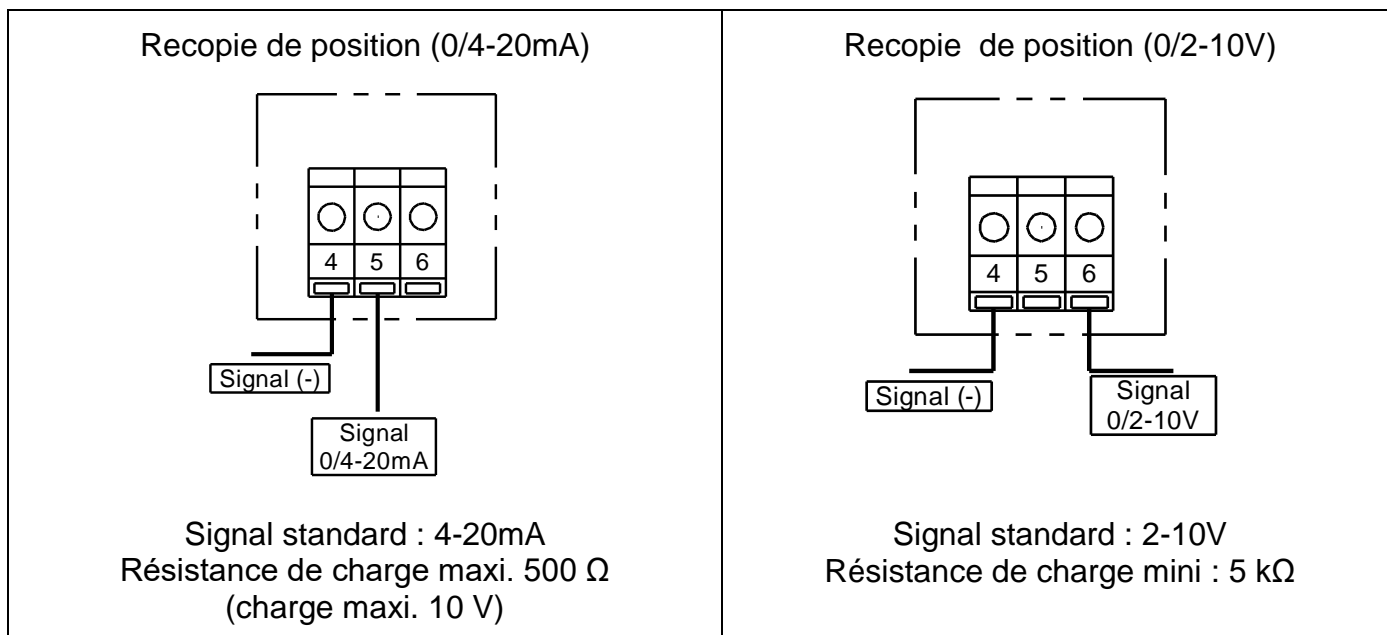 Recopie de position (0/4-20mA)
4 5 6
Signal (-)
Signal
0/4-20mA
Signal standard : 4-20mA
Résistance de charge maxi. 500 Ω
(charge maxi. 10 V)
Recopie de position (0/2-10V)
4 5 6
Signal (-)
Signal
0/2-10V
Signal standard : 2-10V
Résistance de charge mini : 5 kΩ